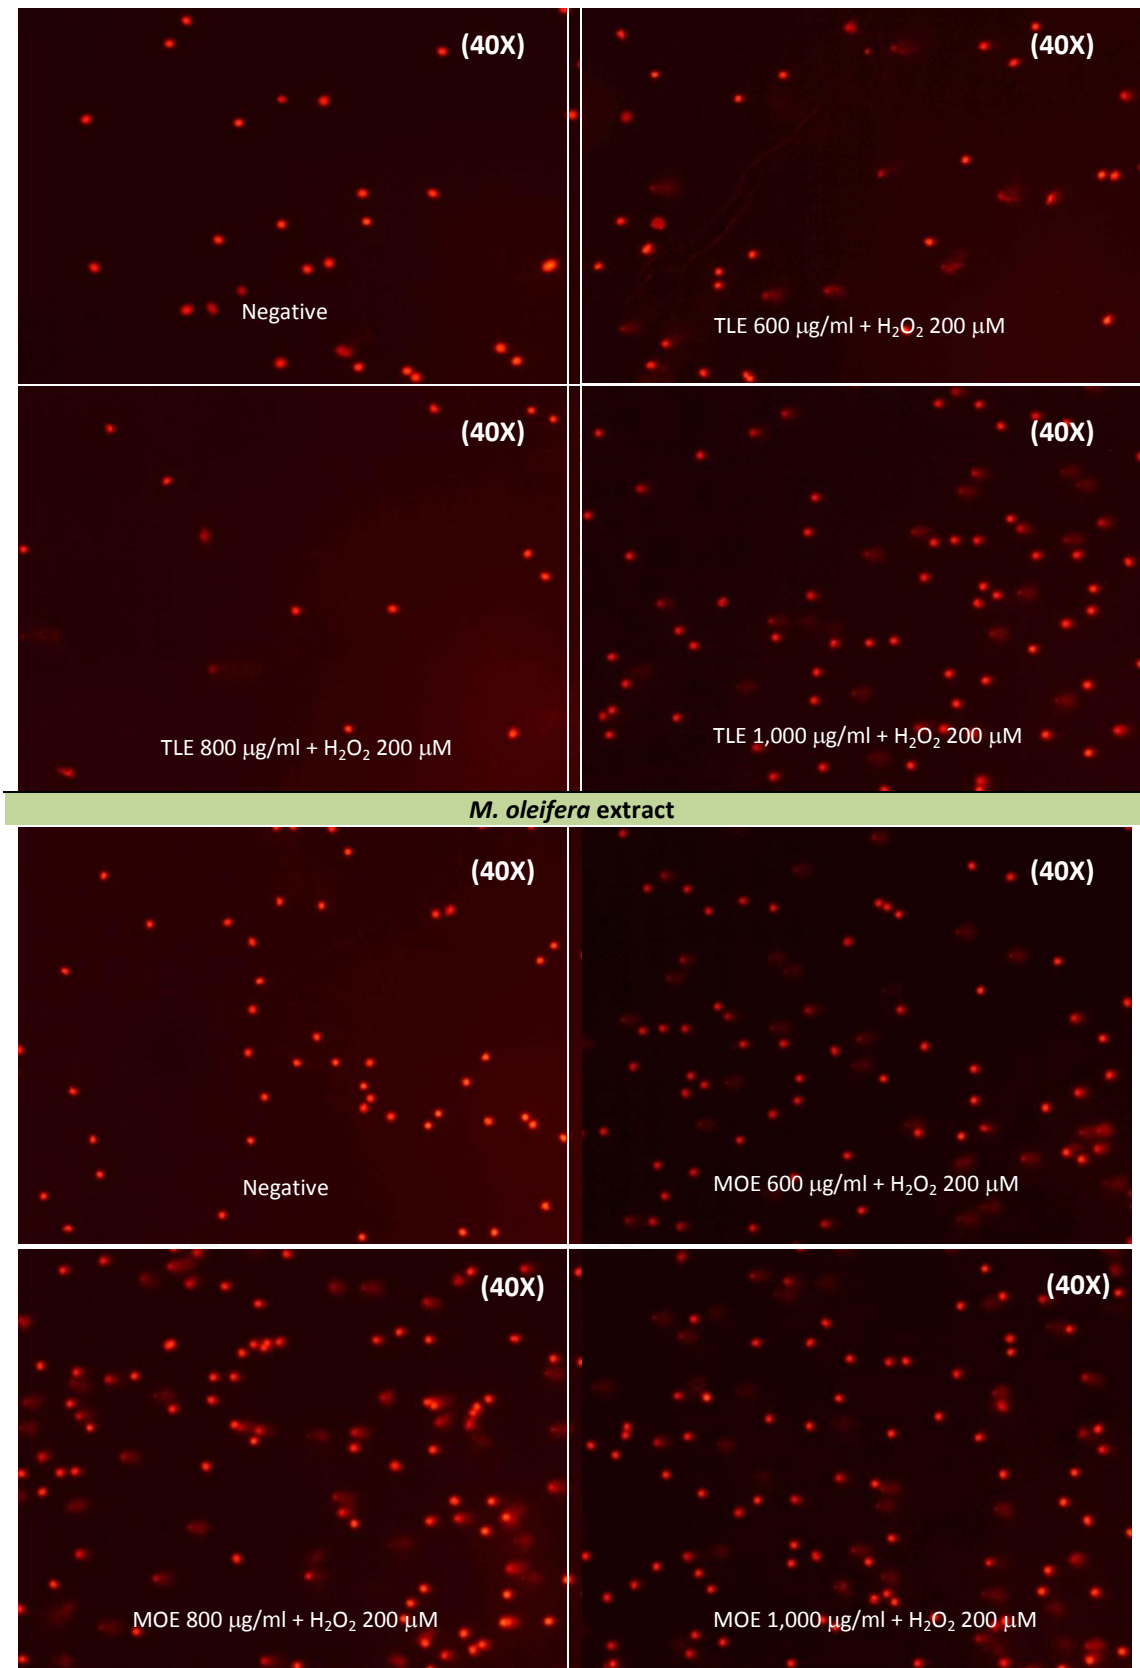 (40X)
(40X)
Negative
TLE 600 μg/ml + H₂O₂ 200 μM
(40X)
(40X)
TLE 800 μg/ml + H₂O₂ 200 μM
TLE 1,000 μg/ml + H₂O₂ 200 μM
M. oleifera extract
(40X)
(40X)
Negative
MOE 600 μg/ml + H₂O₂ 200 μM
(40X)
(40X)
MOE 800 μg/ml + H₂O₂ 200 μM
MOE 1,000 μg/ml + H₂O₂ 200 μM